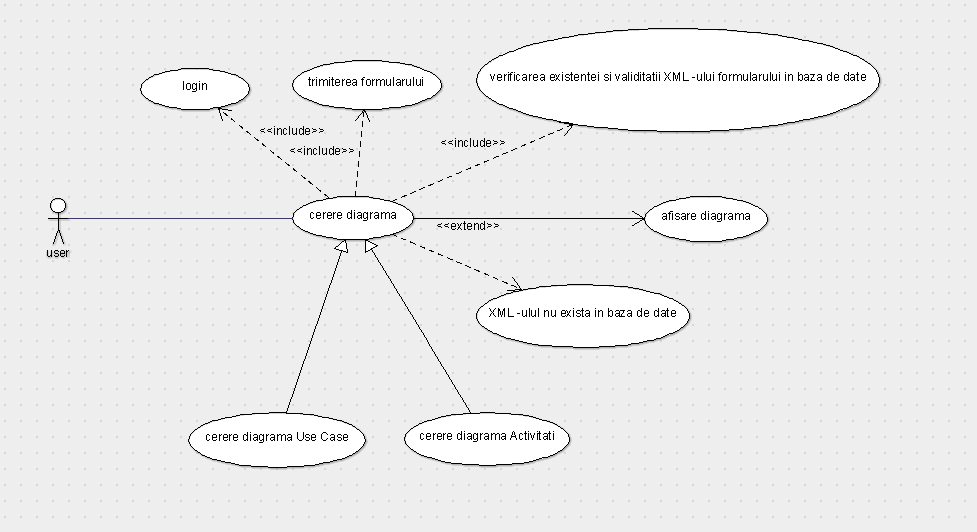 login
trimiterea formularului
verificarea existentei si validitatii XML -ului formularului in baza de date
<<include>>
<<include>>
<<include>>
cerere diagrama
afisare diagrama
<<extend>>
user
XML -ulul nu exista in baza de date
cerere diagrama Use Case
cerere diagrama Activitati